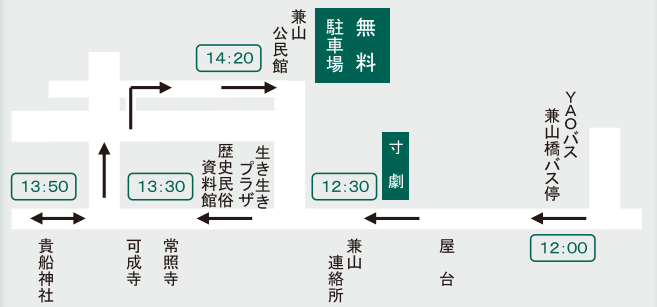 無料
駐車場
兼山
公民館
14:20
YAOバス
兼山橋バス停
寸劇
生き生き
プラザ
歴史民俗
資料館
13:50
13:30
12:30
12:00
貴船神社
可成寺
常照寺
兼山
連絡所
屋台